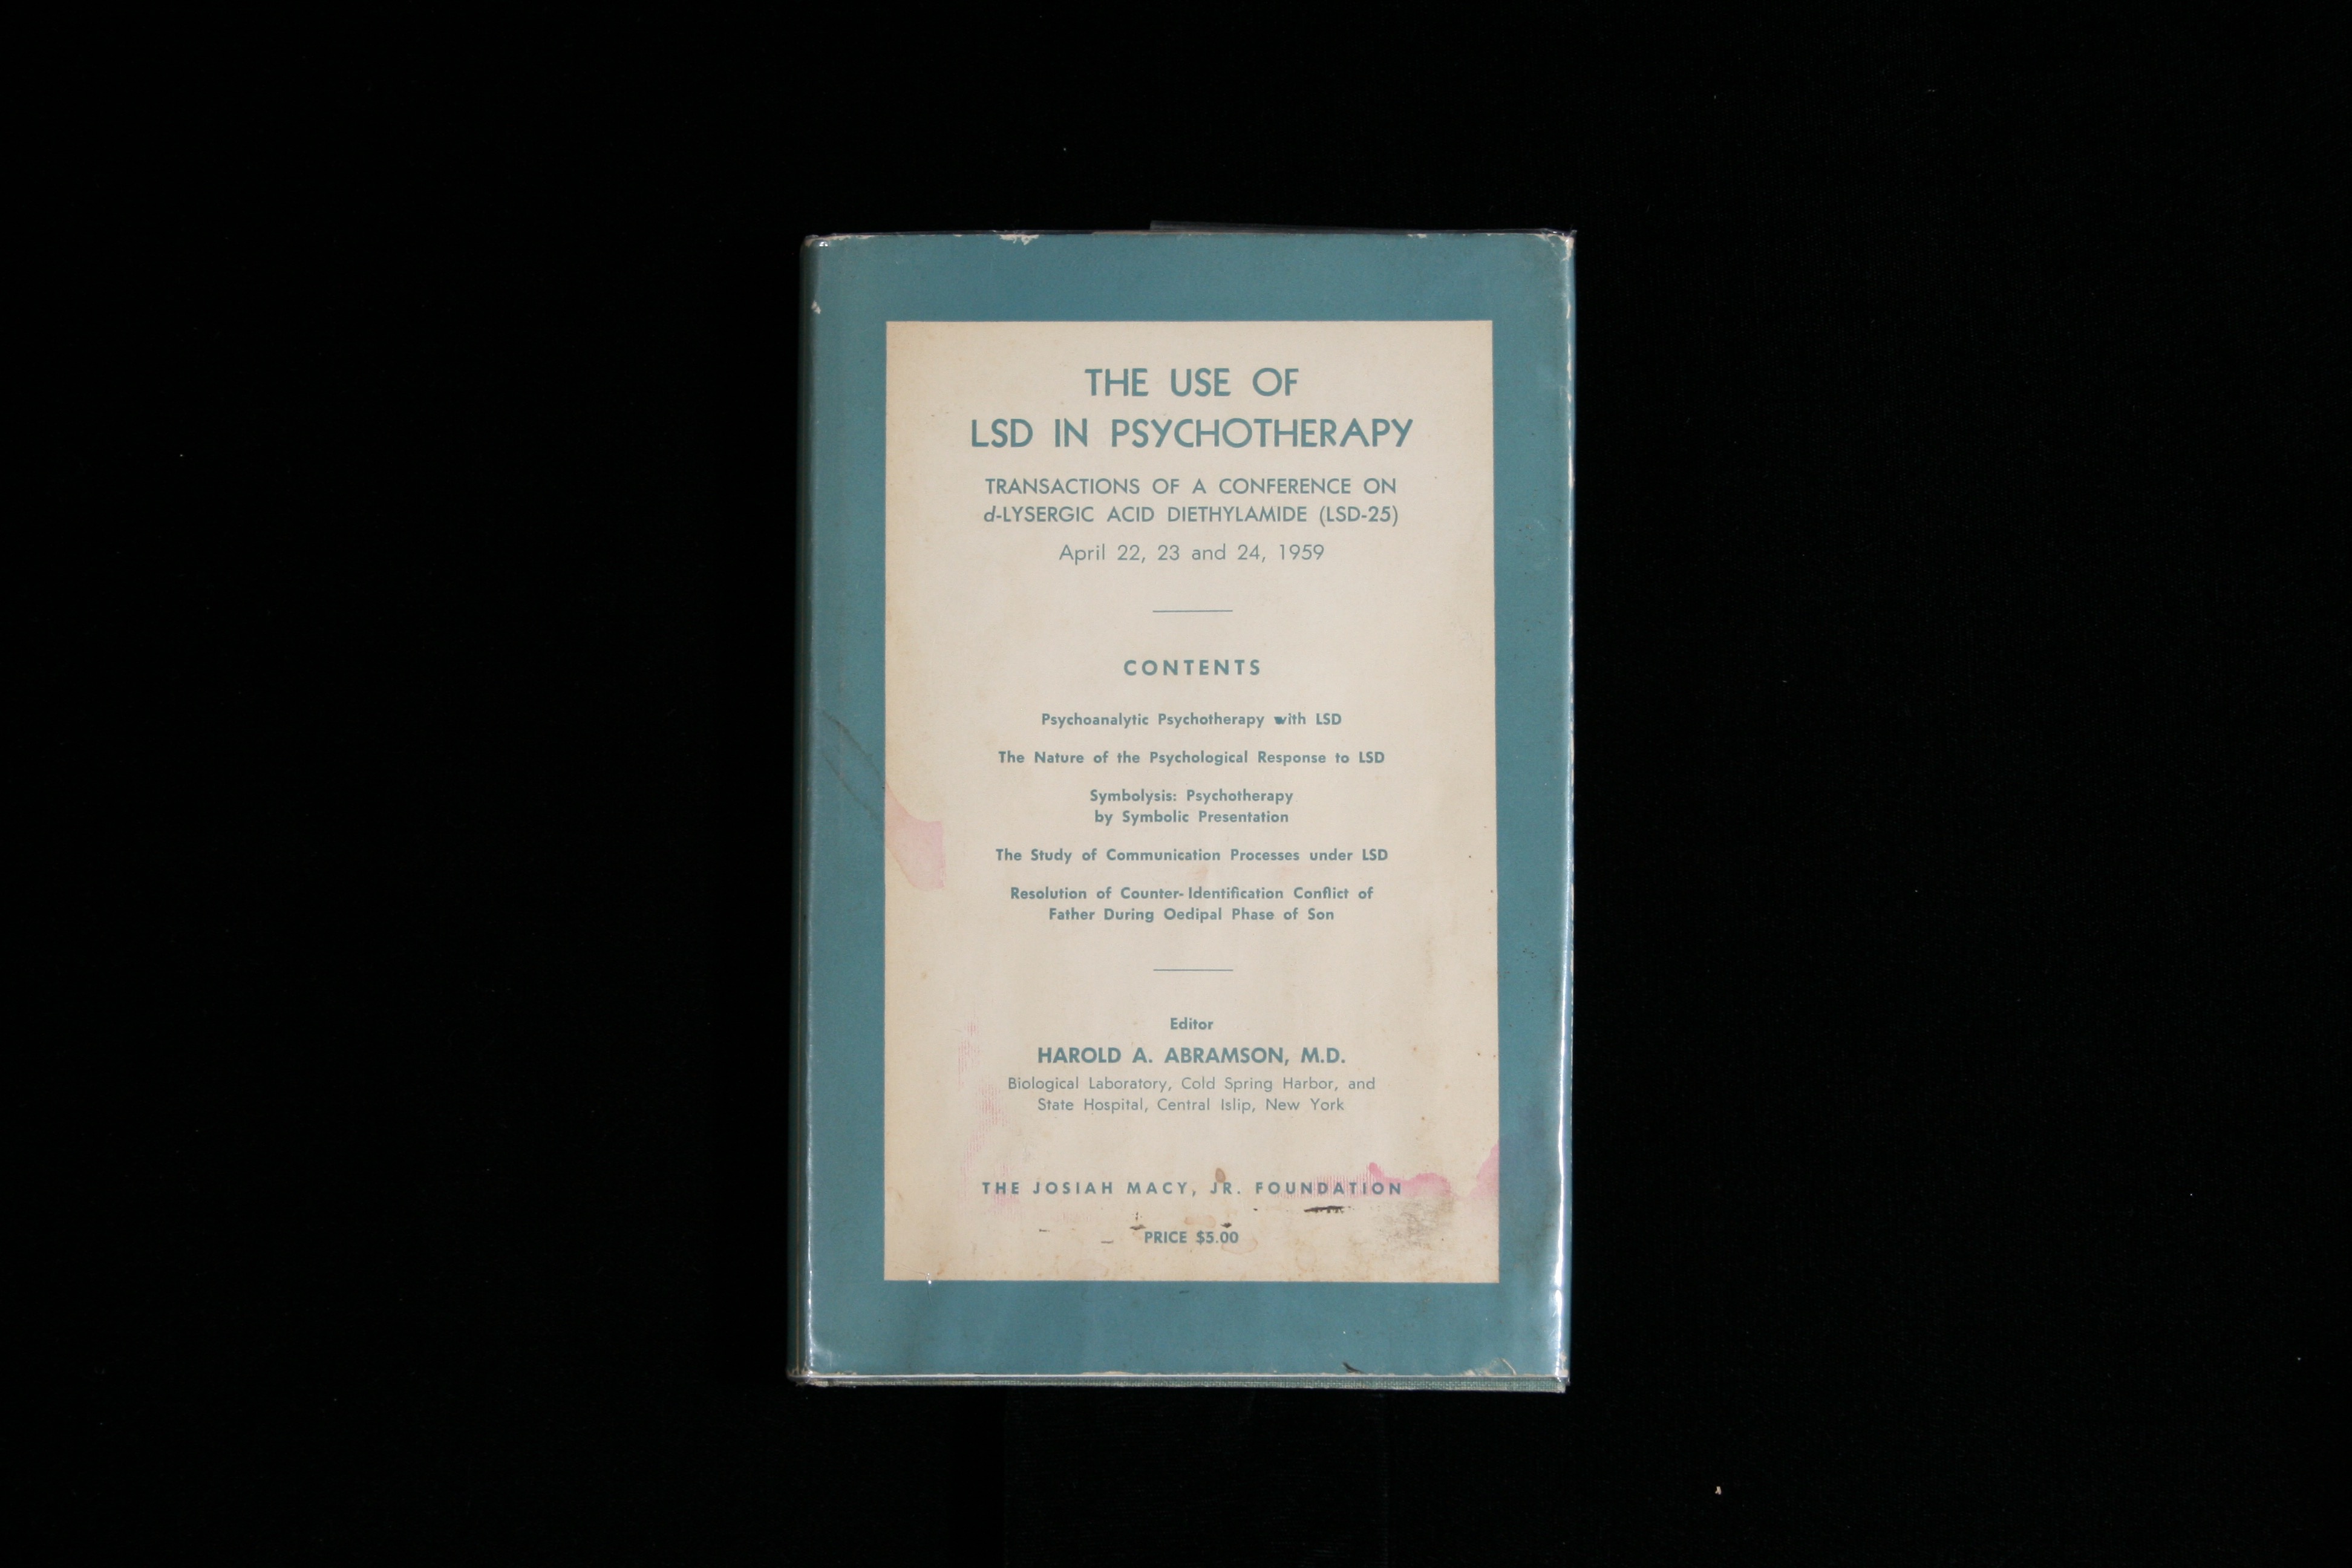 THE USE OF
LSD IN PSYCHOTHERAPY
TRANSACTIONS OF A CONFERENCE ON
d-LYSERGIC ACID DIETHYLAMIDE (LSD-25)
April 22, 23 and 24, 1959
CONTENTS
Psychoanalytic Psychotherapy with LSD
The Nature of the Psychological Response to LSD
Symbolysis: Psychotherapy
by Symbolic Presentation
The Study of Communication Processes under LSD
Resolution of Counter-Identification Conflict of
Father During Oedipal Phase of Son
Editor
HAROLD A. ABRAMSON, M.D.
Biological Laboratory, Cold Spring Harbor, and
State Hospital, Central Islip, New York
THE JOSIAH MACY, JR. FOUNDATION
PRICE $5.00